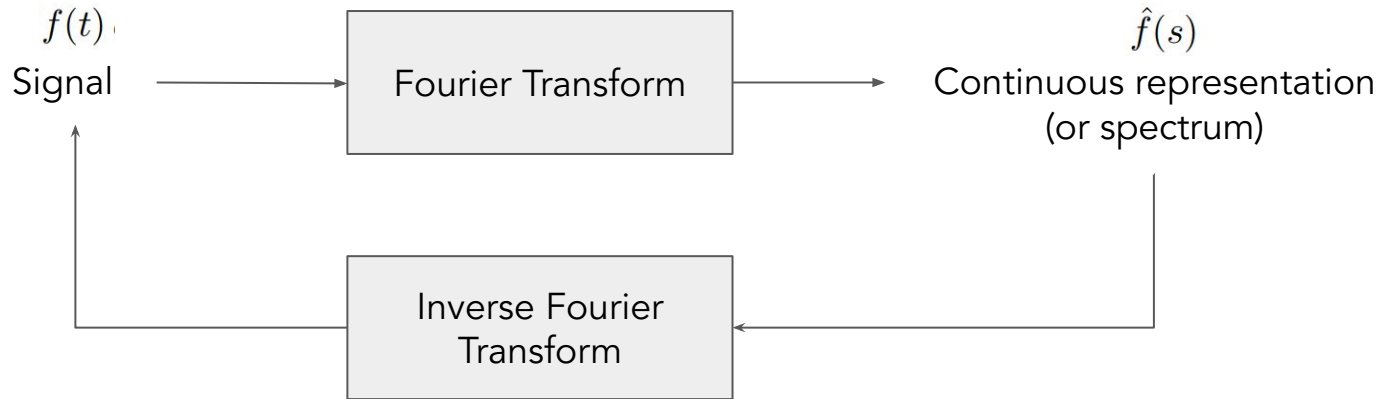 f(t)
Signal
Fourier Transform
f̂(s)
Continuous representation
(or spectrum)
Inverse Fourier
Transform